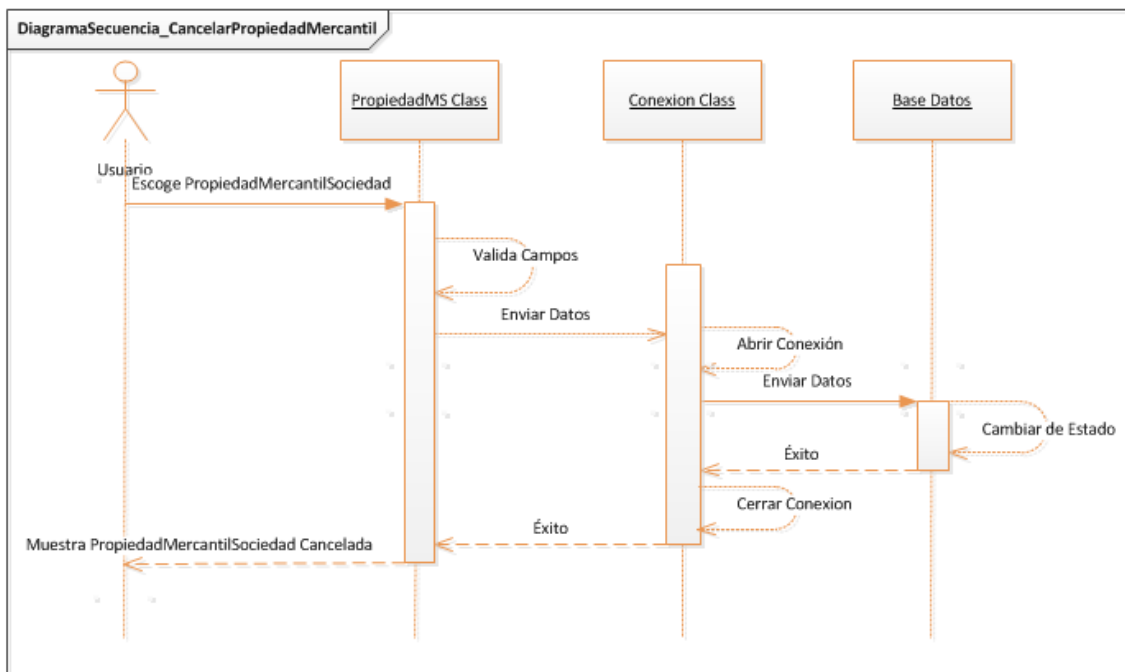 DiagramaSecuencia_CancelarPropiedadMercantil
PropiedadMS Class
Conexion Class
Base Datos
Usuario
Escoge PropiedadMercantilSociedad
Valida Campos
Enviar Datos
Abrir Conexión
Enviar Datos
Cambiar de Estado
Éxito
Cerrar Conexion
Éxito
Muestra PropiedadMercantilSociedad Cancelada